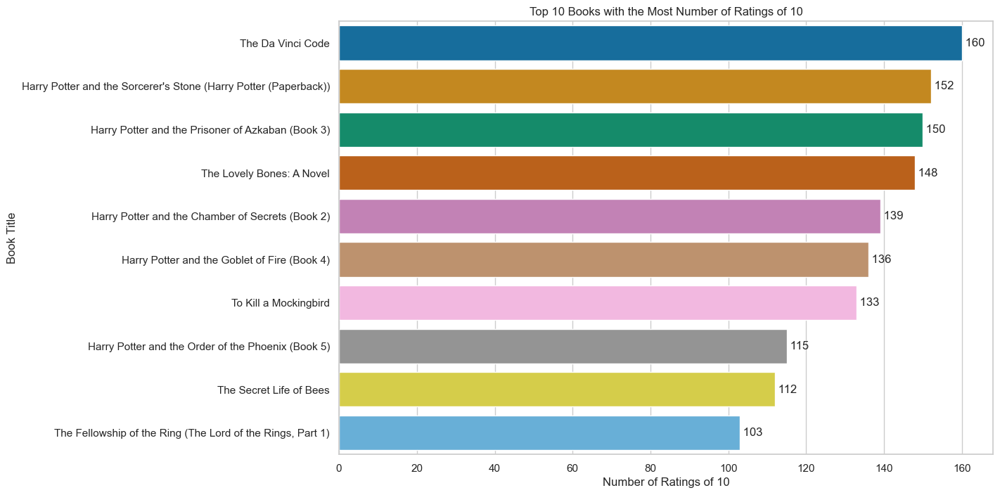 Top 10 Books with the Most Number of Ratings of 10
Book Title
The Da Vinci Code
160
Harry Potter and the Sorcerer's Stone (Harry Potter (Paperback))
152
Harry Potter and the Prisoner of Azkaban (Book 3)
150
The Lovely Bones: A Novel
148
Harry Potter and the Chamber of Secrets (Book 2)
139
Harry Potter and the Goblet of Fire (Book 4)
136
To Kill a Mockingbird
133
Harry Potter and the Order of the Phoenix (Book 5)
115
The Secret Life of Bees
112
The Fellowship of the Ring (The Lord of the Rings, Part 1)
103
0 20 40 60 80 100 120 140 160
Number of Ratings of 10